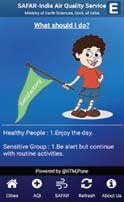 SAFAR-India Air Quality Service
Ministry of Earth Sciences, Govt. of India
E
What should I do?
Satisfactory
Healthy People : 1.Enjoy the day.
Sensitive Group : 1.Be alert but continue
with routine activities.
Powered by @IITM,Pune
Cities AQI SAFAR Refresh About Us